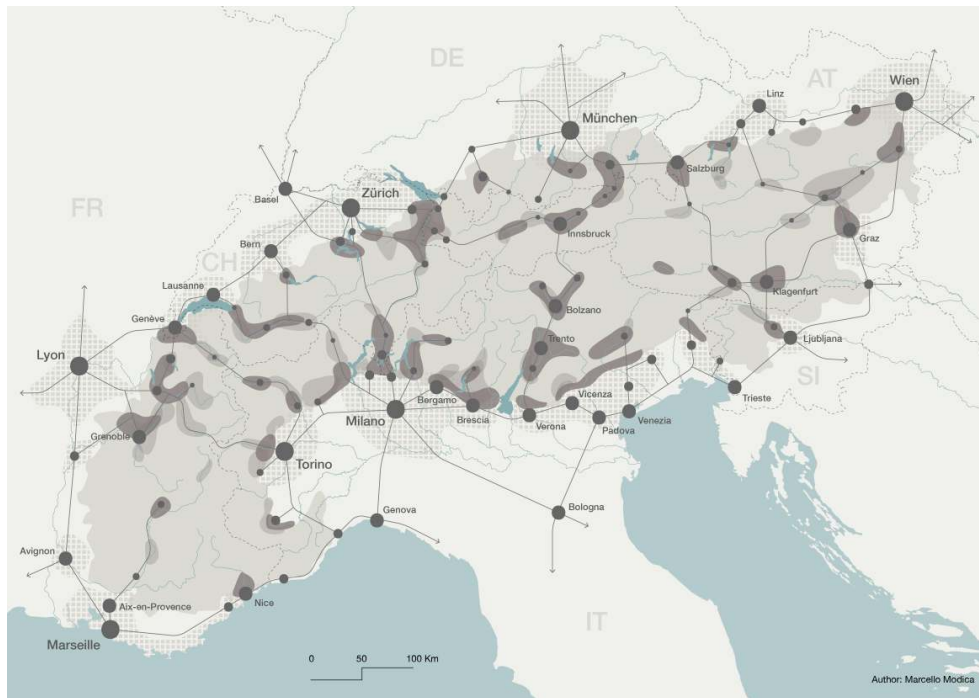 DE
AT
Wien
Linz
München
Salzburg
Zürich
Basel
FR
Innsbruck
Graz
Bern
CH
Lausanne
Klagenfurt
Bolzano
Genève
Ljubljana
Lyon
Trento
SI
Trieste
Bergamo
Vicenza
Milano
Brescia
Verona
Padova
Venezia
Grenoble
Torino
Genova
Bologna
Avignon
Aix-en-Provence
Nice
Marseille
IT
0 50 100 Km
Author: Marcello Modica